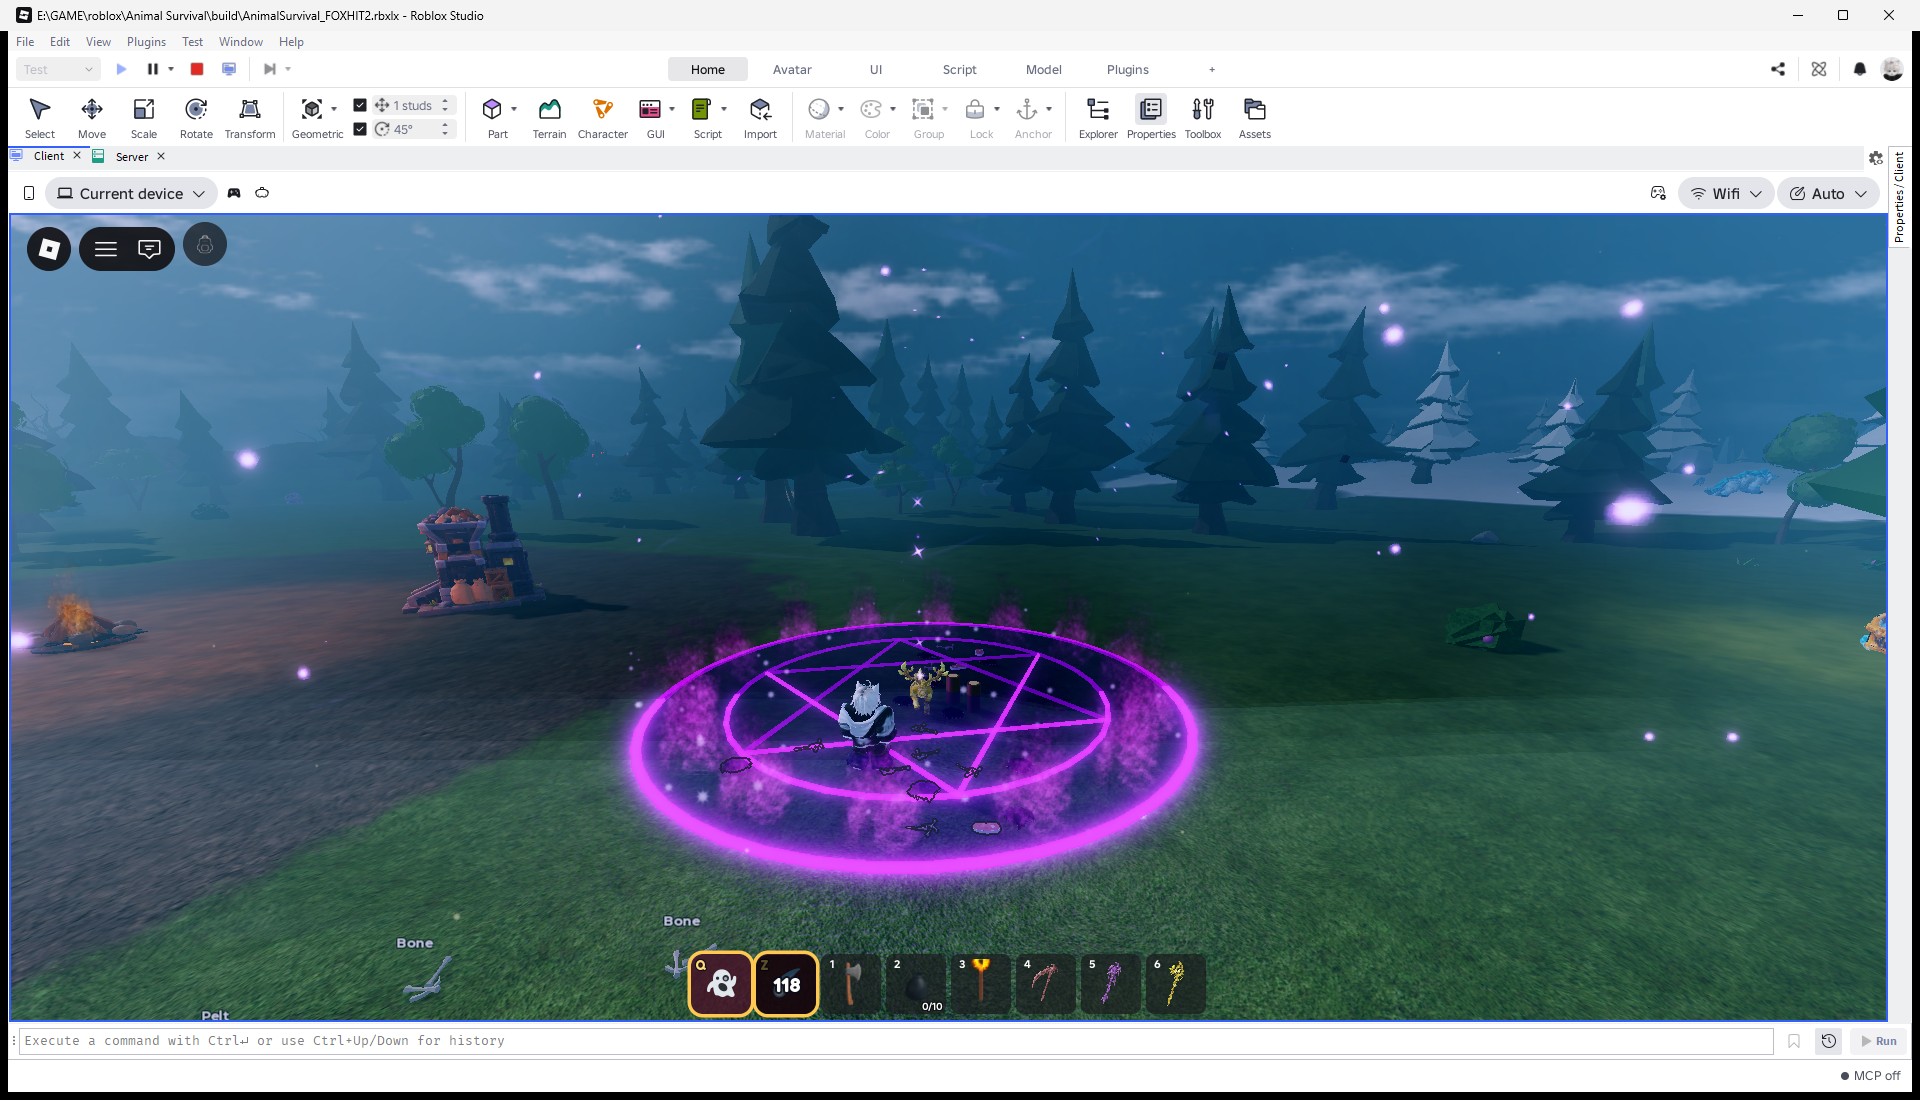 E:\GAME\roblox\Animal Survival\build\AnimalSurvival_FOXHIT2.rbxlx - Roblox Studio
File Edit View Plugins Test Window Help
Test
Home Avatar UI Script Model Plugins +
1 studs
45°
Select Move Scale Rotate Transform Geometric Part Terrain Character GUI Script Import Material Color Group Lock Anchor Explorer Properties Toolbox Assets
Client Server
Properties / Client
Current device
Wifi Auto
Bone
Bone
Pelt
Q Z 1 2 3 4 5 6
118
0/10
Execute a command with Ctrl↵ or use Ctrl+Up/Down for history
Run
MCP off